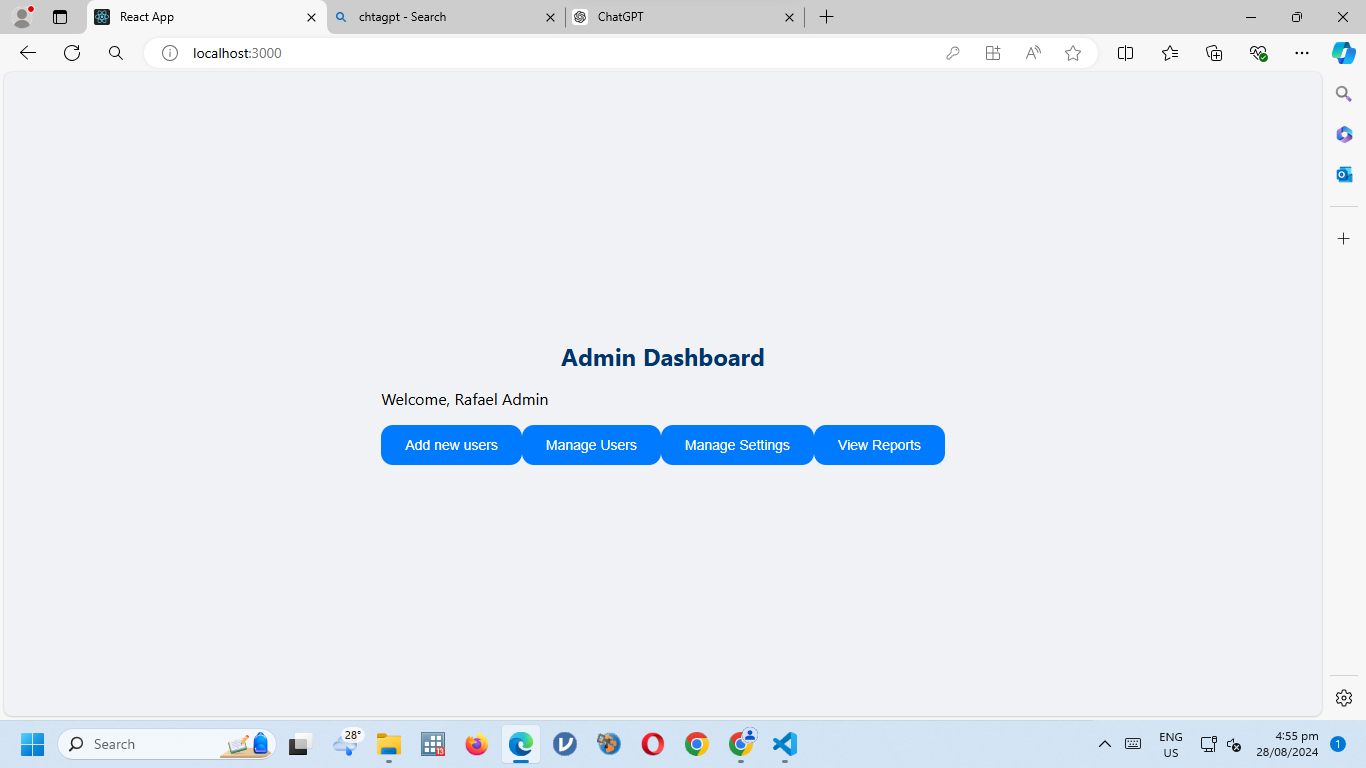 React App
chtagpt - Search
ChatGPT
localhost:3000
Admin Dashboard
Welcome, Rafael Admin
Add new users
Manage Users
Manage Settings
View Reports
Search
28°
ENG
US
4:55 pm
28/08/2024
1